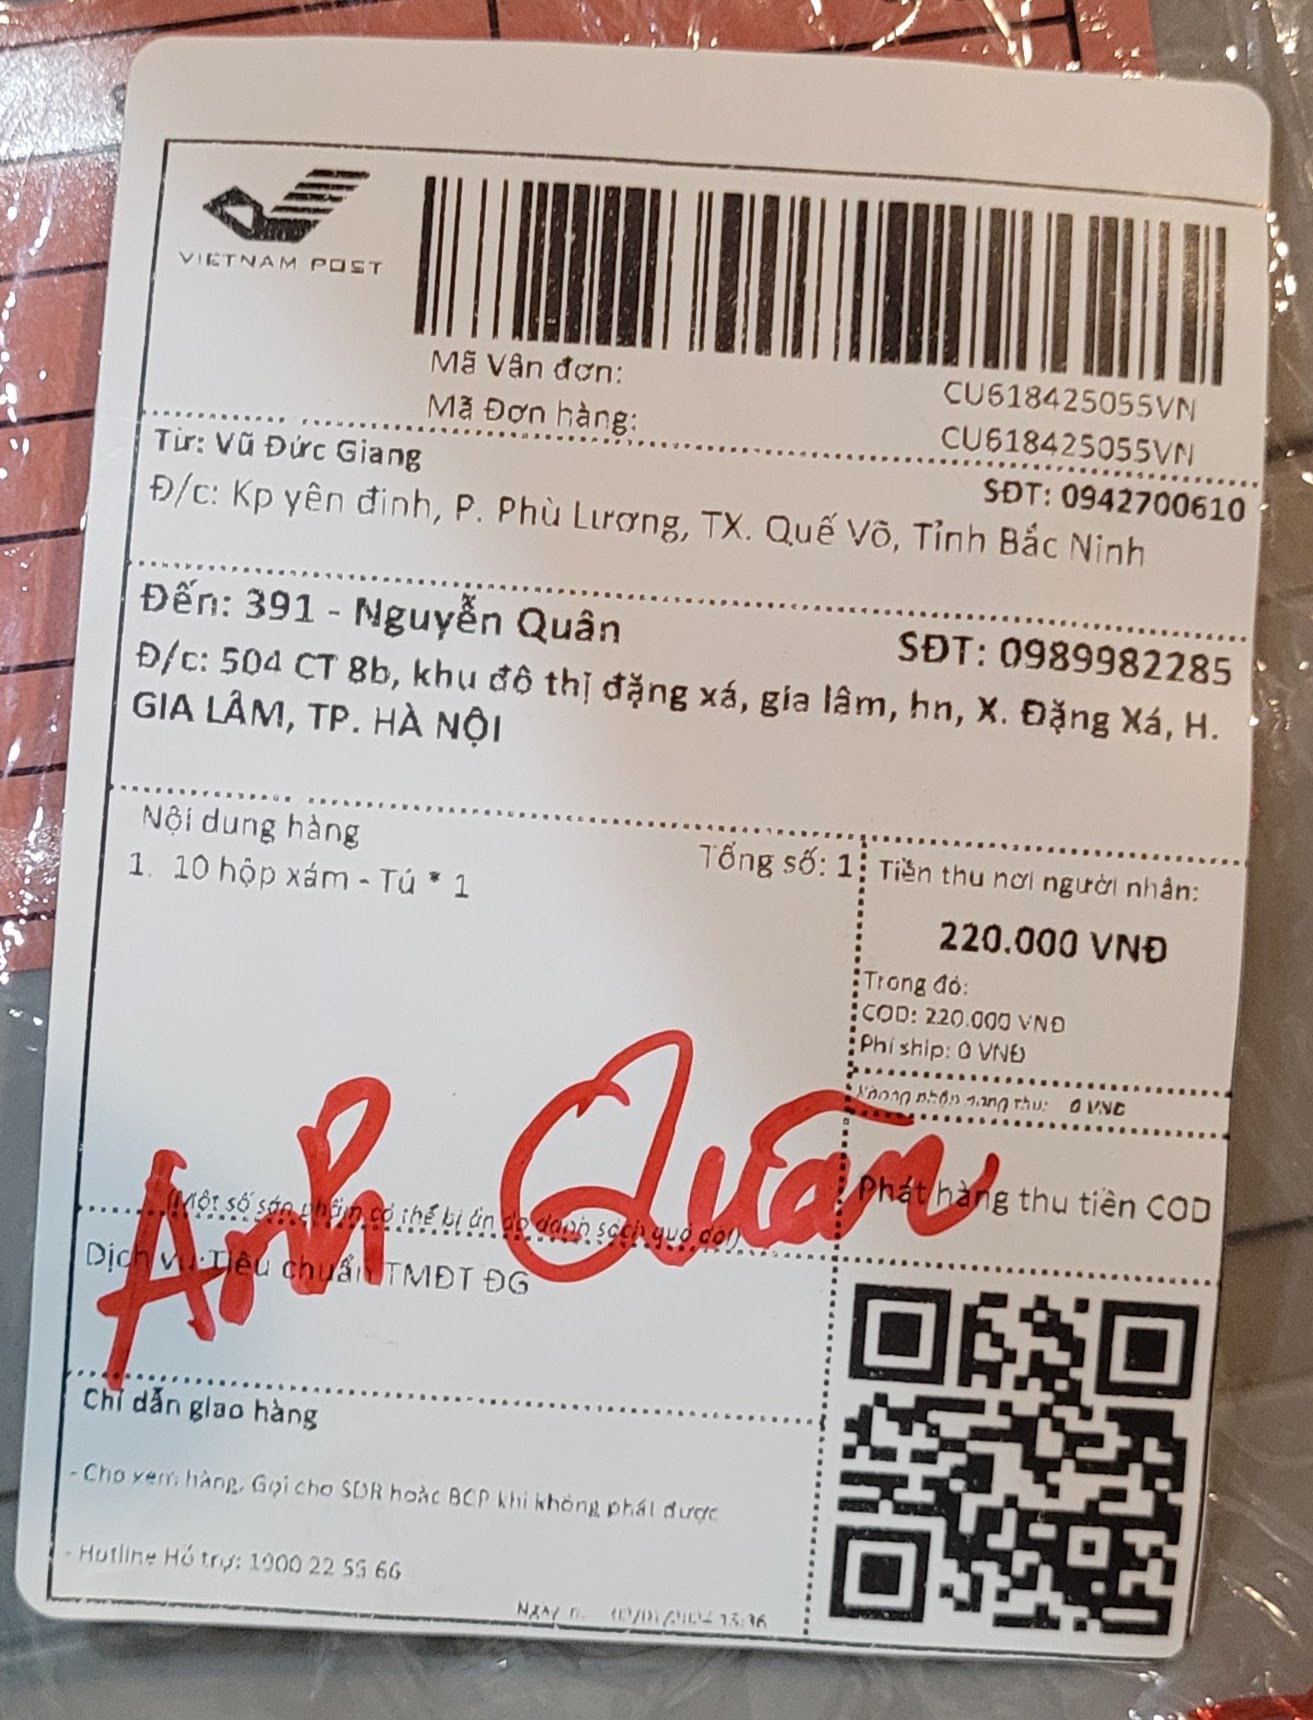 VIETNAM POST
Mã Vận đơn: CU618425055VN
Mã Đơn hàng: CU618425055VN
Từ: Vũ Đức Giang SĐT: 0942700610
Đ/c: Kp yên đinh, P. Phù Lương, TX. Quế Võ, Tỉnh Bắc Ninh
Đến: 391 - Nguyễn Quân SĐT: 0989982285
Đ/c: 504 CT 8b, khu đô thị đặng xá, gia lâm, hn, X. Đặng Xá, H.
GIA LÂM, TP. HÀ NỘI
Nội dung hàng Tổng số: 1
1. 10 hộp xám - Tú * 1
Tiền thu nơi người nhận:
220.000 VNĐ
Trong đó:
COD: 220.000 VNĐ
Phí ship: 0 VNĐ
Không nhận hàng thu: 0 VNĐ
Anh Quân
Phát hàng thu tiền COD
(Một số sản phẩm có thể bị ẩn do danh sách quá dài)
Dịch vụ: Tiêu chuẩn TMĐT ĐG
Chỉ dẫn giao hàng
- Cho xem hàng, Gọi cho SDR hoặc BCP khi không phát được
- Hotline Hỗ trợ: 1900 22 55 66